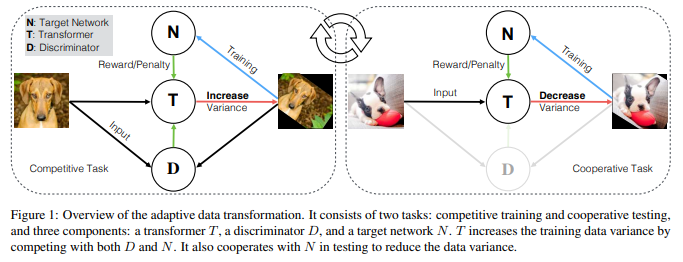 N: Target Network
T: Transformer
D: Discriminator
N
Reward/Penalty
Training
T
Increase
Variance
Input
D
Competitive Task
N
Reward/Penalty
Training
Input
T
Decrease
Variance
D
Cooperative Task
Figure 1: Overview of the adaptive data transformation. It consists of two tasks: competitive training and cooperative testing,
and three components: a transformer T, a discriminator D, and a target network N. T increases the training data variance by
competing with both D and N. It also cooperates with N in testing to reduce the data variance.